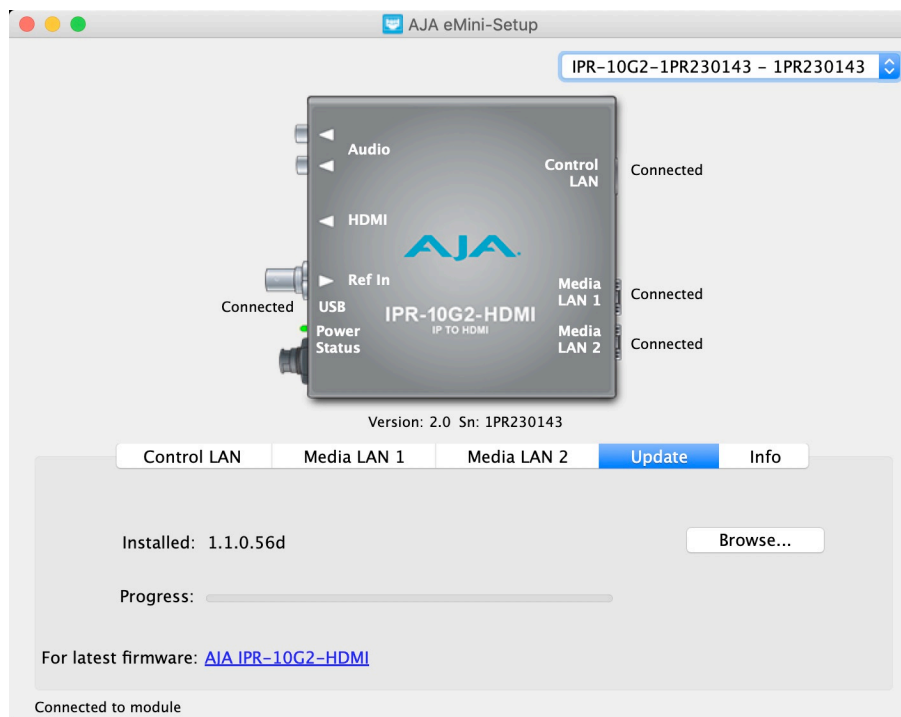 AJA eMini-Setup
IPR-10G2-1PR230143 - 1PR230143
Audio
Control
LAN
Connected
HDMI
AJA
Ref In
Connected
USB
Media
LAN 1
Connected
IPR-10G2-HDMI
IP TO HDMI
Power
Status
Media
LAN 2
Connected
Version: 2.0 Sn: 1PR230143
Control LAN Media LAN 1 Media LAN 2 Update Info
Installed: 1.1.0.56d Browse...
Progress:
For latest firmware: AJA IPR-10G2-HDMI
Connected to module